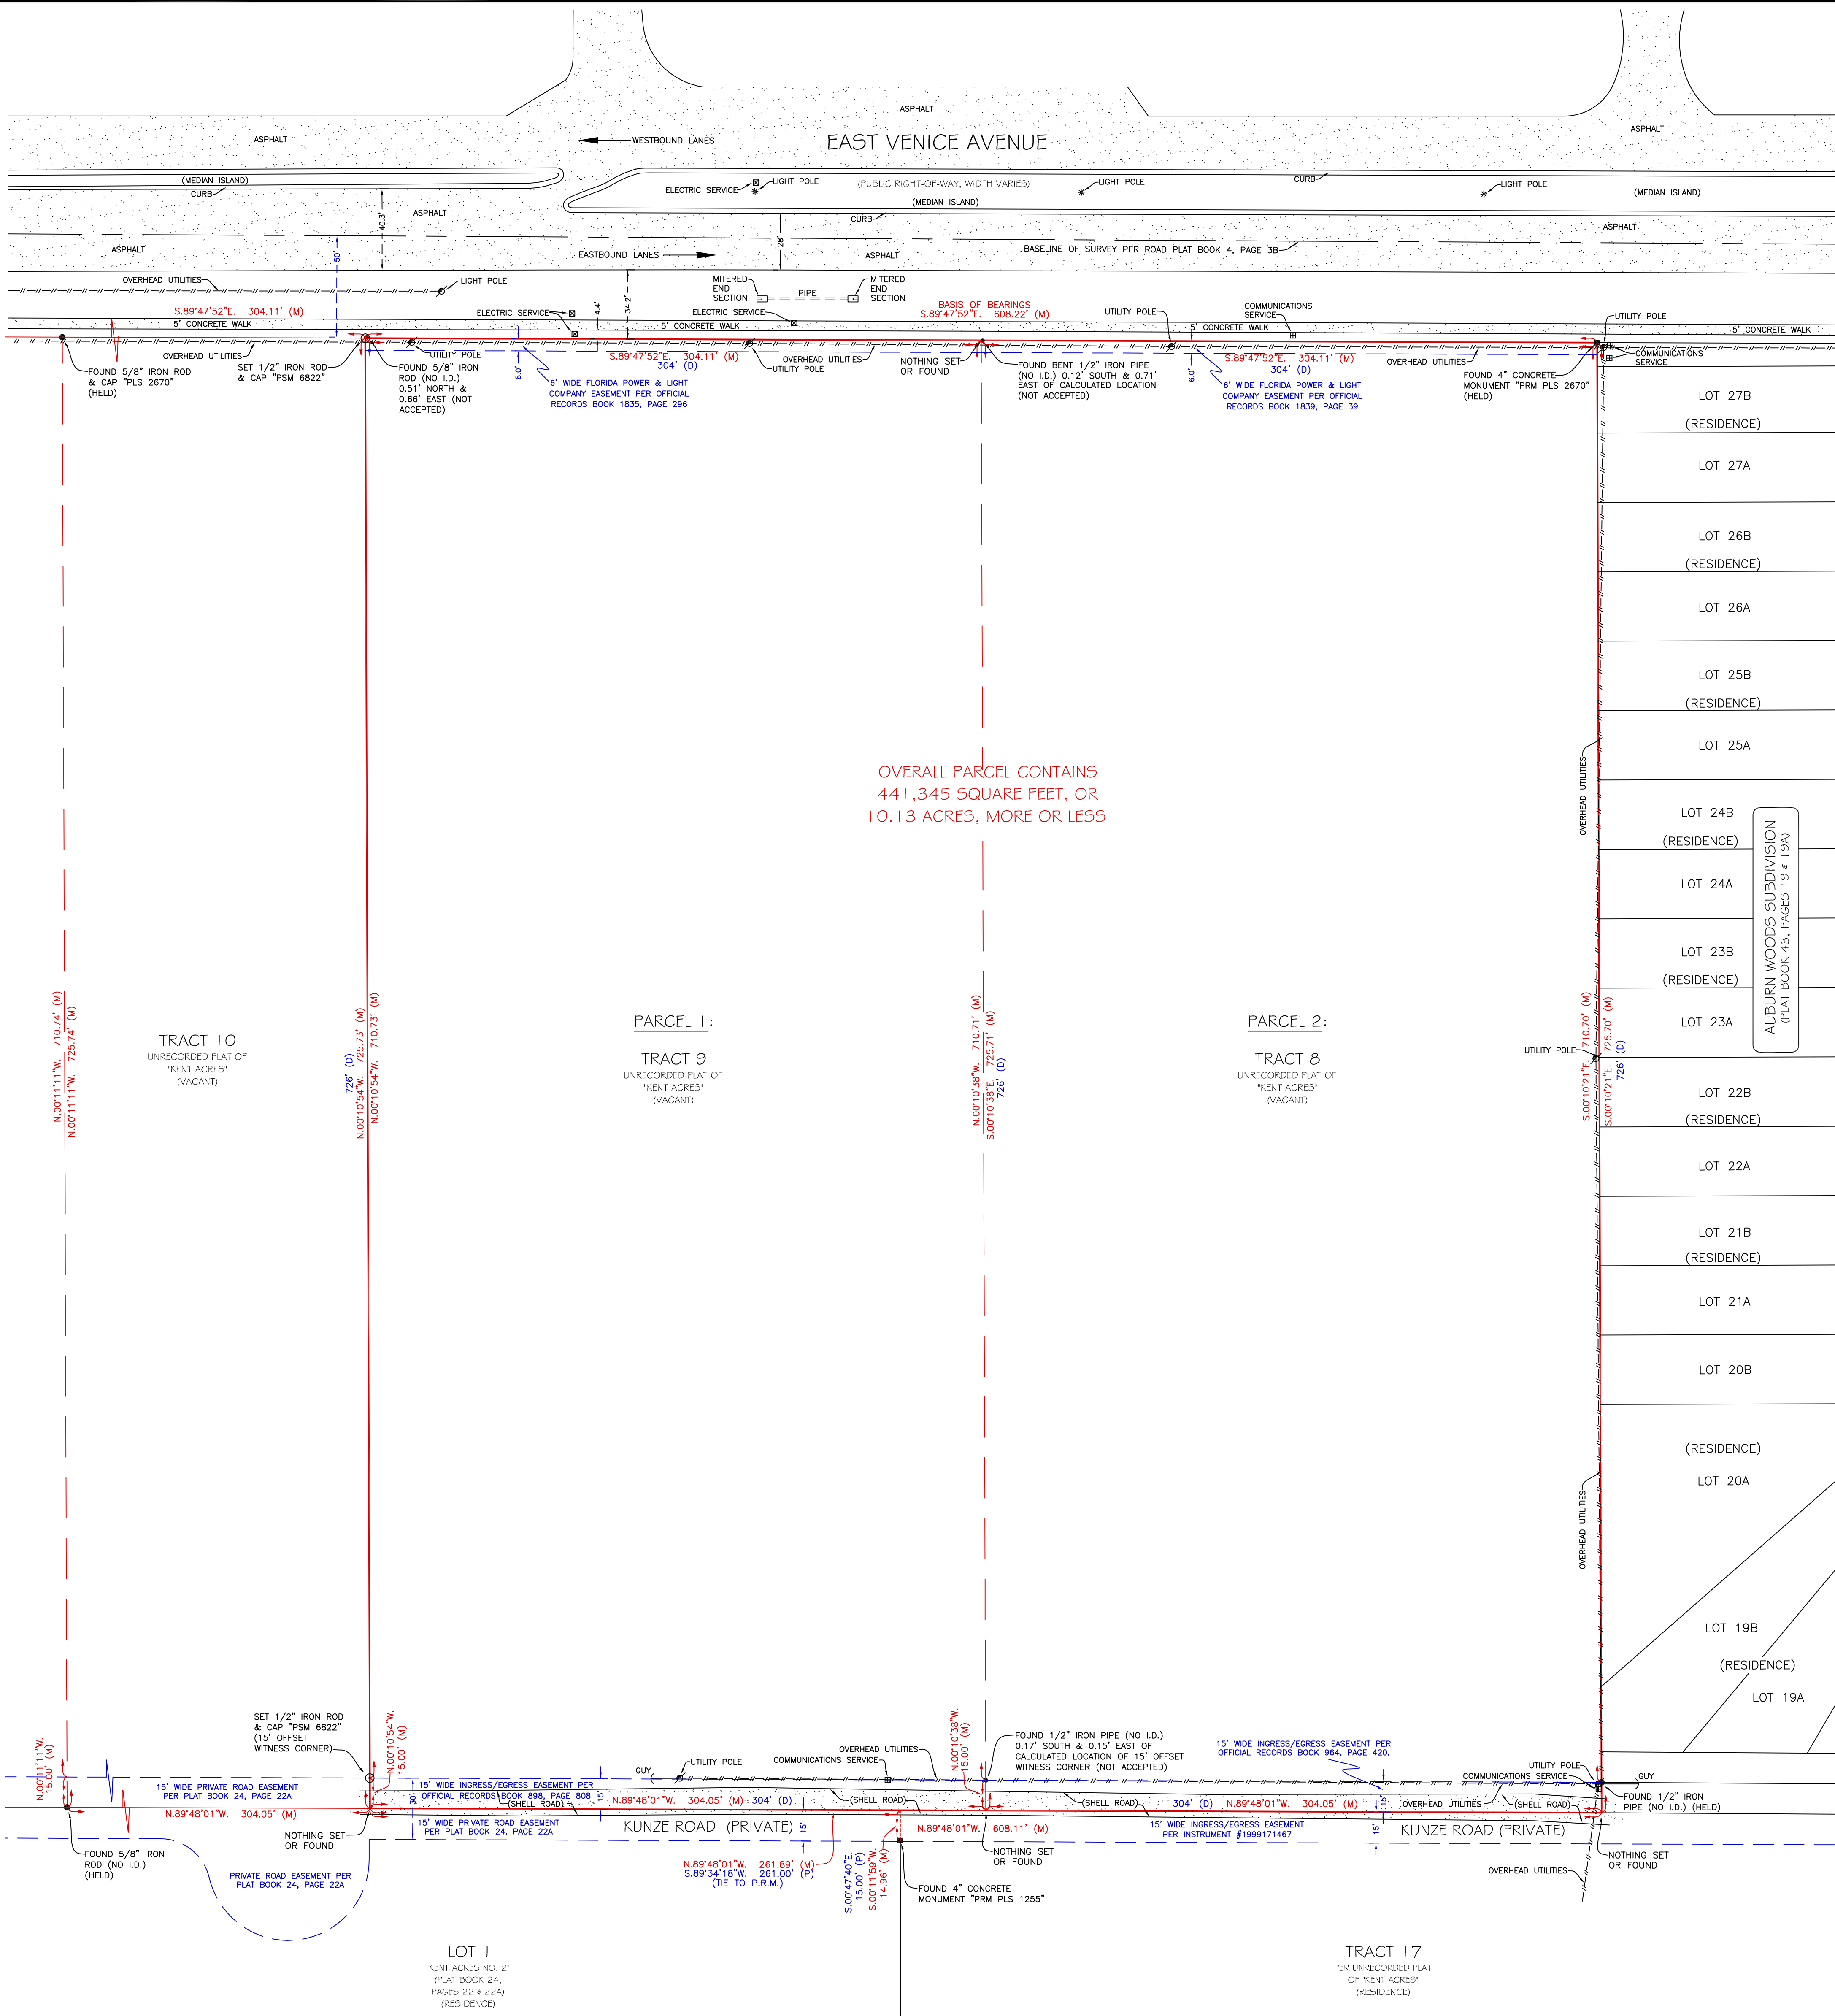 ASPHALT
ASPHALT
ASPHALT
WESTBOUND LANES
EAST VENICE AVENUE
(MEDIAN ISLAND)
CURB
ELECTRIC SERVICE
LIGHT POLE
(PUBLIC RIGHT-OF-WAY, WIDTH VARIES)
LIGHT POLE
CURB
LIGHT POLE
(MEDIAN ISLAND)
(MEDIAN ISLAND)
40.3'
ASPHALT
CURB
ASPHALT
50'
28'
ASPHALT
EASTBOUND LANES
ASPHALT
BASELINE OF SURVEY PER ROAD PLAT BOOK 4, PAGE 3B
OVERHEAD UTILITIES
LIGHT POLE
MITERED
END
SECTION
PIPE
MITERED
END
SECTION
4.4'
34.2'
S.89°47'52"E. 304.11' (M)
ELECTRIC SERVICE
ELECTRIC SERVICE
BASIS OF BEARINGS
S.89°47'52"E. 608.22' (M)
UTILITY POLE
COMMUNICATIONS
SERVICE
UTILITY POLE
5' CONCRETE WALK
5' CONCRETE WALK
5' CONCRETE WALK
5' CONCRETE WALK
FOUND 5/8" IRON ROD
& CAP "PLS 2670"
(HELD)
OVERHEAD UTILITIES
SET 1/2" IRON ROD
& CAP "PSM 6822"
UTILITY POLE
FOUND 5/8" IRON
ROD (NO I.D.)
0.51' NORTH &
0.66' EAST (NOT
ACCEPTED)
6.0'
6' WIDE FLORIDA POWER & LIGHT
COMPANY EASEMENT PER OFFICIAL
RECORDS BOOK 1835, PAGE 296
S.89°47'52"E. 304.11' (M)
304' (D)
UTILITY POLE
OVERHEAD UTILITIES
NOTHING SET
OR FOUND
FOUND BENT 1/2" IRON PIPE
(NO I.D.) 0.12' SOUTH & 0.71'
EAST OF CALCULATED LOCATION
(NOT ACCEPTED)
6.0'
S.89°47'52"E. 304.11' (M)
304' (D)
6' WIDE FLORIDA POWER & LIGHT
COMPANY EASEMENT PER OFFICIAL
RECORDS BOOK 1839, PAGE 39
OVERHEAD UTILITIES
FOUND 4" CONCRETE
MONUMENT "PRM PLS 2670"
(HELD)
COMMUNICATIONS
SERVICE
LOT 27B
(RESIDENCE)
LOT 27A
LOT 26B
(RESIDENCE)
LOT 26A
LOT 25B
(RESIDENCE)
LOT 25A
OVERHEAD UTILITIES
OVERALL PARCEL CONTAINS
441,345 SQUARE FEET, OR
10.13 ACRES, MORE OR LESS
LOT 24B
(RESIDENCE)
LOT 24A
LOT 23B
(RESIDENCE)
LOT 23A
AUBURN WOODS SUBDIVISION
(PLAT BOOK 43, PAGES 19 & 19A)
N.00°11'11"W. 710.74' (M)
N.00°11'11"W. 725.74' (M)
TRACT 10
UNRECORDED PLAT OF
"KENT ACRES"
(VACANT)
726' (D)
N.00°10'54"W. 725.73' (M)
N.00°10'54"W. 710.73' (M)
PARCEL 1:
TRACT 9
UNRECORDED PLAT OF
"KENT ACRES"
(VACANT)
N.00°10'38"W. 710.71' (M)
S.00°10'38"E. 725.71' (M)
726' (D)
PARCEL 2:
TRACT 8
UNRECORDED PLAT OF
"KENT ACRES"
(VACANT)
UTILITY POLE
S.00°10'21"E. 710.70' (M)
S.00°10'21"E. 725.70' (M)
726' (D)
LOT 22B
(RESIDENCE)
LOT 22A
LOT 21B
(RESIDENCE)
LOT 21A
LOT 20B
(RESIDENCE)
LOT 20A
OVERHEAD UTILITIES
LOT 19B
(RESIDENCE)
LOT 19A
N.00°11'11"W.
15.00' (M)
SET 1/2" IRON ROD
& CAP "PSM 6822"
(15' OFFSET
WITNESS CORNER)
N.00°10'54"W.
15.00' (M)
15' WIDE PRIVATE ROAD EASEMENT
PER PLAT BOOK 24, PAGE 22A
N.89°48'01"W. 304.05' (M)
30'
15' WIDE INGRESS/EGRESS EASEMENT PER
OFFICIAL RECORDS BOOK 898, PAGE 808
15'
(SHELL ROAD)
GUY
UTILITY POLE
COMMUNICATIONS SERVICE
OVERHEAD UTILITIES
N.00°10'38"W.
15.00' (M)
FOUND 1/2" IRON PIPE (NO I.D.)
0.17' SOUTH & 0.15' EAST OF
CALCULATED LOCATION OF 15' OFFSET
WITNESS CORNER (NOT ACCEPTED)
15' WIDE INGRESS/EGRESS EASEMENT PER
OFFICIAL RECORDS BOOK 964, PAGE 420,
UTILITY POLE
COMMUNICATIONS SERVICE
GUY
FOUND 1/2" IRON
PIPE (NO I.D.) (HELD)
N.89°48'01"W. 304.05' (M)
304' (D)
(SHELL ROAD)
(SHELL ROAD)
304' (D)
N.89°48'01"W. 304.05' (M)
15'
OVERHEAD UTILITIES
(SHELL ROAD)
15' WIDE PRIVATE ROAD EASEMENT
PER PLAT BOOK 24, PAGE 22A
KUNZE ROAD (PRIVATE)
15'
N.89°48'01"W. 608.11' (M)
15' WIDE INGRESS/EGRESS EASEMENT
PER INSTRUMENT #1999171467
15'
KUNZE ROAD (PRIVATE)
NOTHING SET
OR FOUND
FOUND 5/8" IRON
ROD (NO I.D.)
(HELD)
PRIVATE ROAD EASEMENT PER
PLAT BOOK 24, PAGE 22A
N.89°48'01"W. 261.89' (M)
S.89°34'18"W. 261.00' (P)
(TIE TO P.R.M.)
S.00°47'40"E.
15.00' (P)
S.00°11'59"W.
14.96' (M)
NOTHING SET
OR FOUND
FOUND 4" CONCRETE
MONUMENT "PRM PLS 1255"
NOTHING SET
OR FOUND
OVERHEAD UTILITIES
LOT 1
"KENT ACRES NO. 2"
(PLAT BOOK 24,
PAGES 22 & 22A)
(RESIDENCE)
TRACT 17
PER UNRECORDED PLAT
OF "KENT ACRES"
(RESIDENCE)